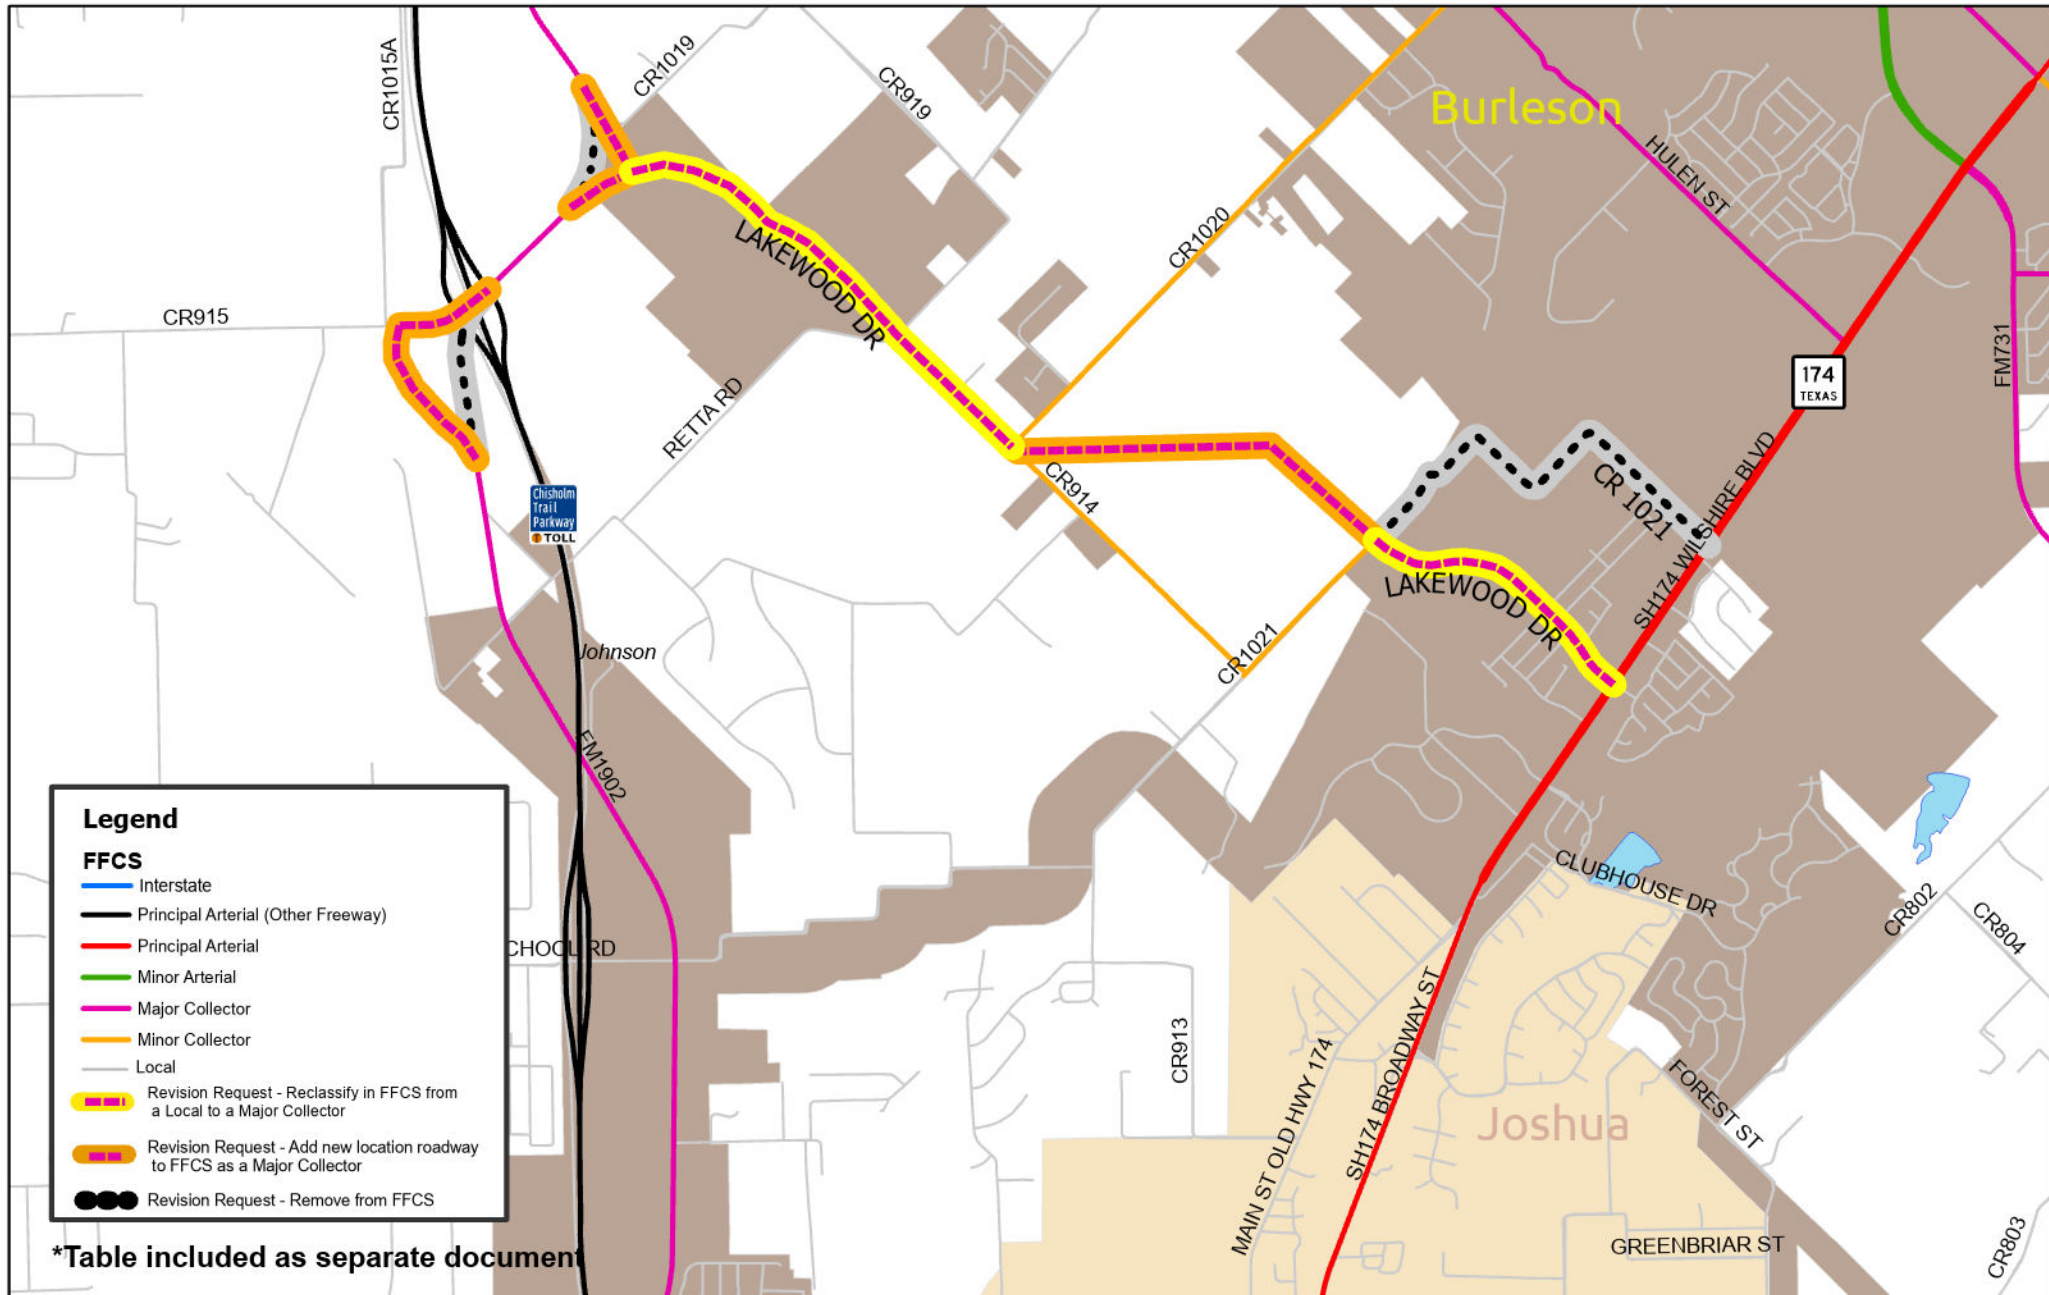 CR1015A
CR1019
CR919
Burleson
HULEN ST
CR1020
LAKEWOOD DR
CR915
174
TEXAS
FM731
RETTA RD
CR914
CR 1021
SH174 WILSHIRE BLVD
Chisholm
Trail
Parkway
TOLL
LAKEWOOD DR
Johnson
CR1021
FM1902
Legend
FFCS
Interstate
Principal Arterial (Other Freeway)
Principal Arterial
Minor Arterial
Major Collector
Minor Collector
Local
Revision Request - Reclassify in FFCS from
a Local to a Major Collector
Revision Request - Add new location roadway
to FFCS as a Major Collector
Revision Request - Remove from FFCS
*Table included as separate document
CHOOL RD
CLUBHOUSE DR
CR802
CR804
CR913
MAIN ST OLD HWY 174
SH174 BROADWAY ST
Joshua
FOREST ST
GREENBRIAR ST
CR803